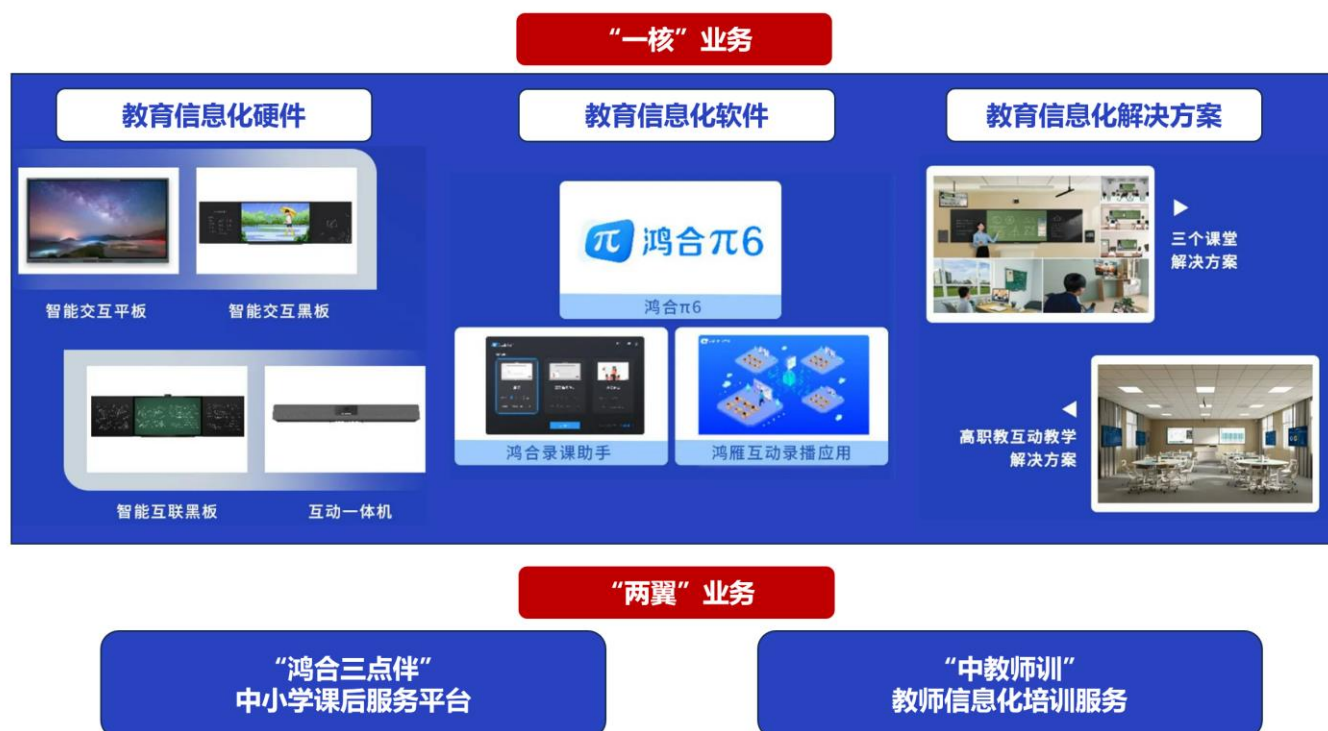 “一核”业务
教育信息化硬件
教育信息化软件
教育信息化解决方案
智能交互平板
智能交互黑板
智能互联黑板
互动一体机
π 鸿合π6
鸿合π6
鸿合录课助手
鸿雁互动录播应用
三个课堂
解决方案
高职教互动教学
解决方案
“两翼”业务
“鸿合三点伴”
中小学课后服务平台
“中教师训”
教师信息化培训服务